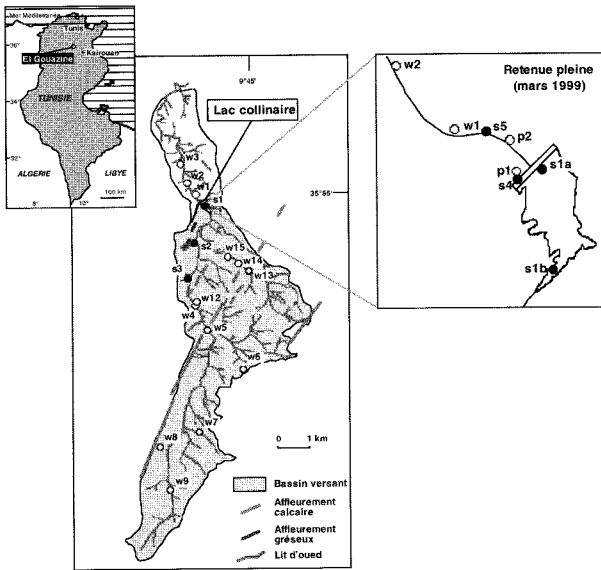 Mer Méditerranée
Tunis
36°
Kairouan
El Gouazine
TUNISIE
34°
32°
ALGERIE
LIBYE
8°
10°
100 km
9°45
Lac collinaire
35°55
w3
w2
w1
s1
s2
s3
w15
w14
w13
w12
w4
w5
w6
w7
w8
w9
0 1 km
Bassin versant
Affleurement
calcaire
Affleurement
gréseux
Lit d'oued
w2
Retenue pleine
(mars 1999)
w1
s5
p2
p1
s4
s1a
s1b